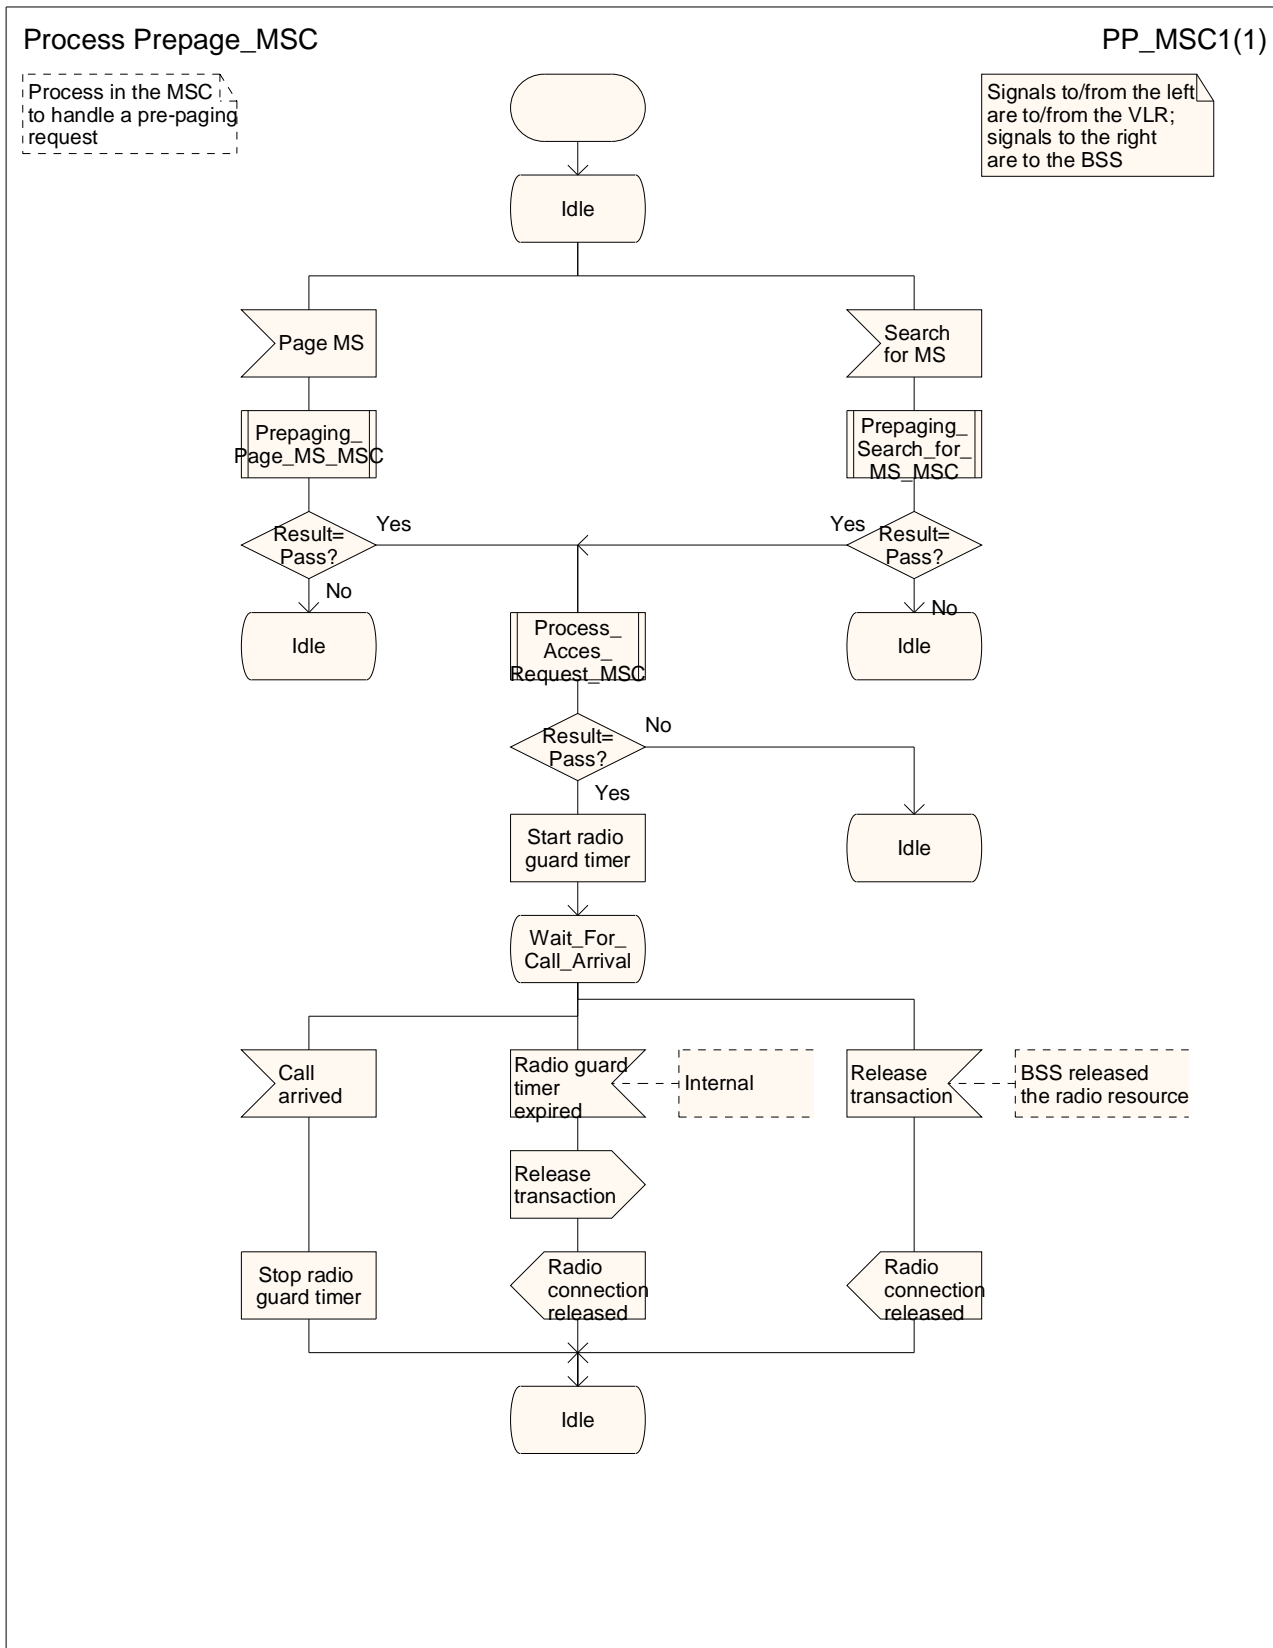 Process Prepage_MSC
PP_MSC1(1)
Process in the MSC
to handle a pre-paging
request
Signals to/from the left
are to/from the VLR;
signals to the right
are to the BSS
Idle
Page MS
Search
for MS
Prepaging_
Page_MS_MSC
Prepaging_
Search_for_
MS_MSC
Result=
Pass?
Yes
No
Yes
Result=
Pass?
No
Idle
Process_
Acces_
Request_MSC
Idle
Result=
Pass?
No
Yes
Start radio
guard timer
Idle
Wait_For_
Call_Arrival
Call
arrived
Radio guard
timer
expired
Internal
Release
transaction
BSS released
the radio resource
Release
transaction
Stop radio
guard timer
Radio
connection
released
Radio
connection
released
Idle